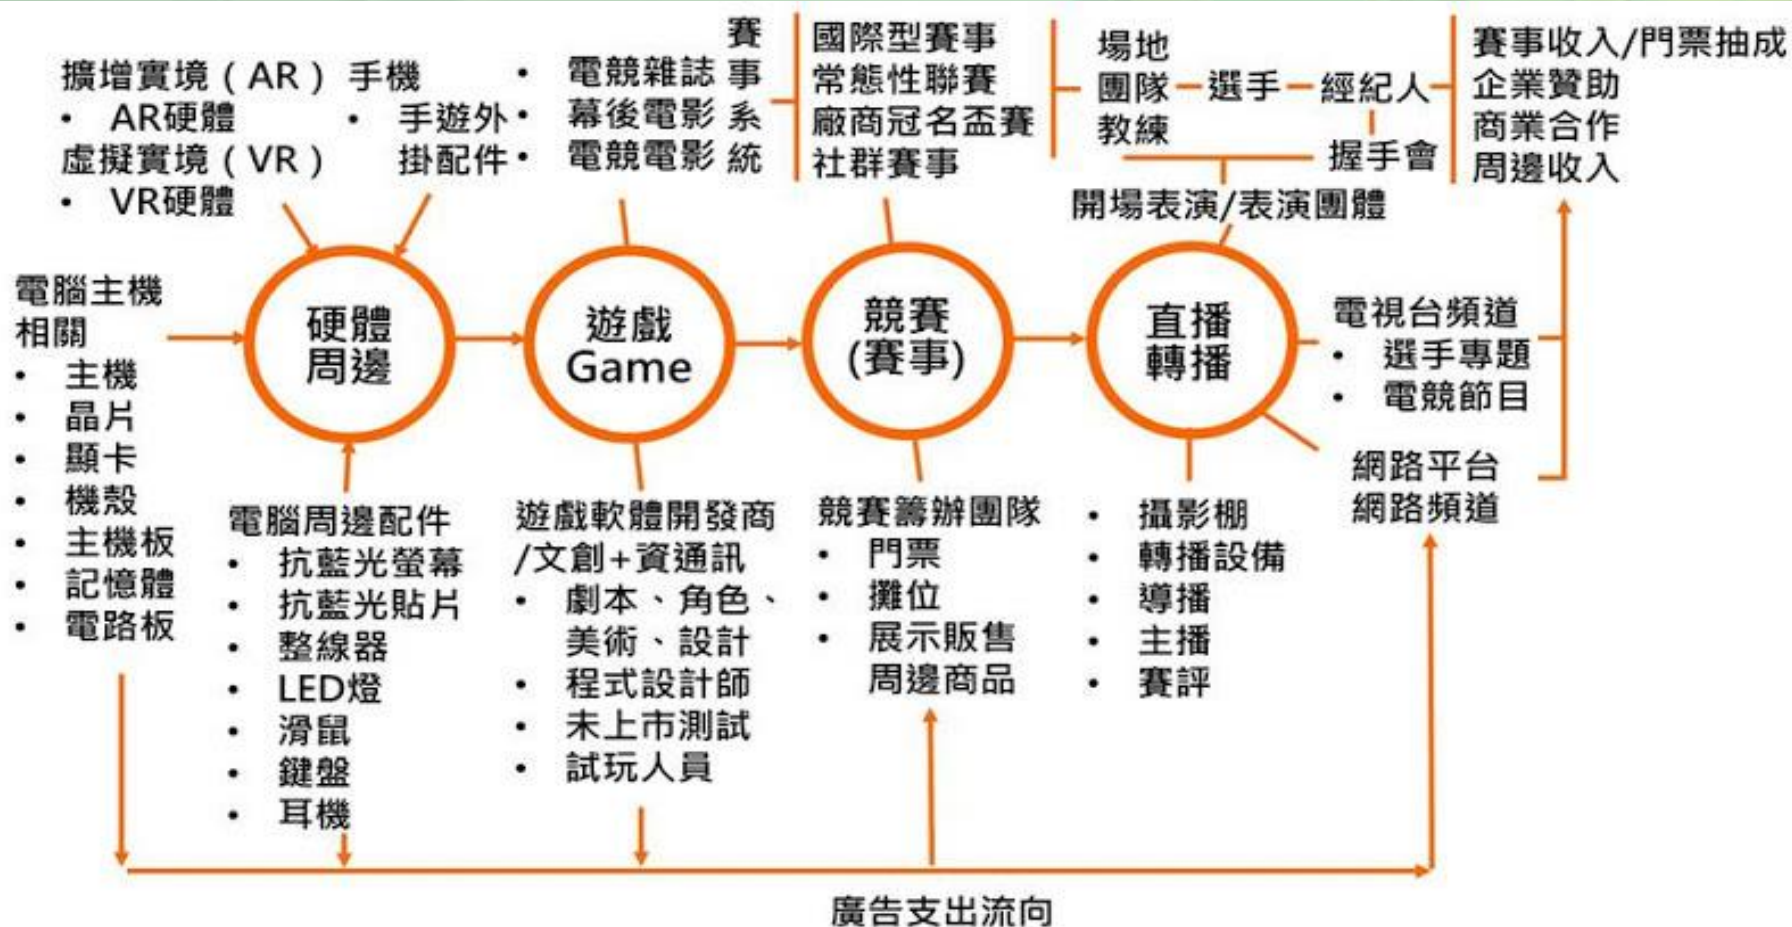 擴增實境（AR）
• AR硬體
虛擬實境（VR）
• VR硬體
手機
• 手遊外
掛配件
• 電競雜誌
幕後電影
• 電競電影
賽
事
系
統
國際型賽事
常態性聯賽
廠商冠名盃賽
社群賽事
場地
團隊
教練
選手
經紀人
握手會
開場表演/表演團體
賽事收入/門票抽成
企業贊助
商業合作
周邊收入
電腦主機
相關
• 主機
• 晶片
• 顯卡
• 機殼
• 主機板
• 記憶體
• 電路板
硬體
周邊
遊戲
Game
競賽
(賽事)
直播
轉播
電視台頻道
• 選手專題
• 電競節目
網路平台
網路頻道
電腦周邊配件
• 抗藍光螢幕
• 抗藍光貼片
• 整線器
• LED燈
• 滑鼠
• 鍵盤
• 耳機
遊戲軟體開發商
/文創+資通訊
• 劇本、角色、
美術、設計
• 程式設計師
• 未上市測試
• 試玩人員
競賽籌辦團隊
• 門票
• 攤位
• 展示販售
周邊商品
• 攝影棚
• 轉播設備
• 導播
• 主播
• 賽評
廣告支出流向